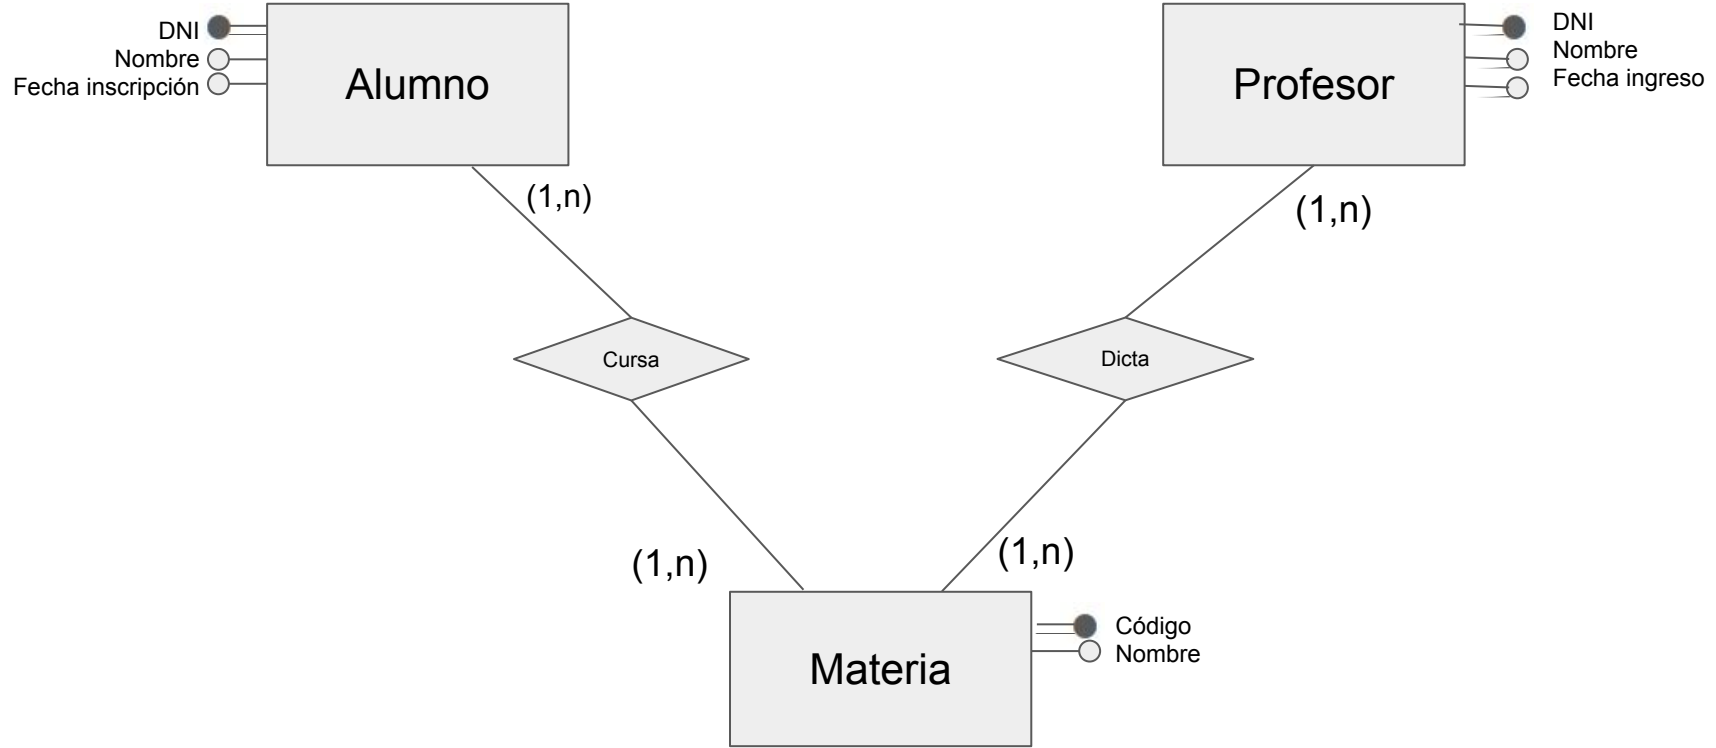 DNI
Nombre
Fecha inscripción
Alumno
Profesor
DNI
Nombre
Fecha ingreso
(1,n)
(1,n)
Cursa
Dicta
(1,n)
(1,n)
Materia
Código
Nombre